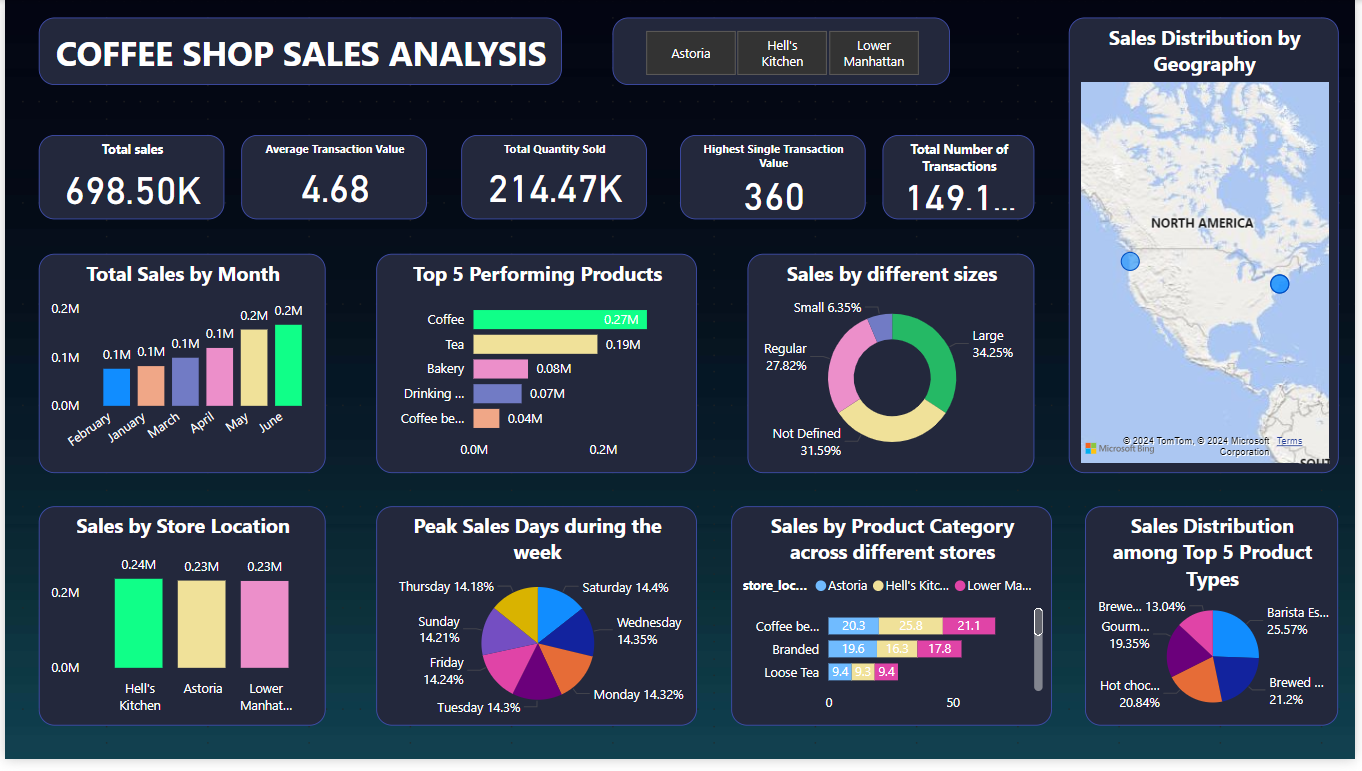 COFFEE SHOP SALES ANALYSIS
Astoria
Hell's
Kitchen
Lower
Manhattan
Sales Distribution by
Geography
NORTH AMERICA
© 2024 TomTom, © 2024 Microsoft
Corporation
Terms
Microsoft Bing
SOUT
Total sales
698.50K
Average Transaction Value
4.68
Total Quantity Sold
214.47K
Highest Single Transaction
Value
360
Total Number of
Transactions
149.1...
Total Sales by Month
0.2M
0.1M
0.0M
0.1M
0.1M
0.1M
0.1M
0.2M
0.2M
February
January
March
April
May
June
Top 5 Performing Products
Coffee
0.27M
Tea
0.19M
Bakery
0.08M
Drinking ...
0.07M
Coffee be...
0.04M
0.0M
0.2M
Sales by different sizes
Small 6.35%
Large
34.25%
Regular
27.82%
Not Defined
31.59%
Sales by Store Location
0.2M
0.0M
0.24M
0.23M
0.23M
Hell's
Kitchen
Astoria
Lower
Manhat...
Peak Sales Days during the
week
Thursday 14.18%
Saturday 14.4%
Sunday
14.21%
Wednesday
14.35%
Friday
14.24%
Monday 14.32%
Tuesday 14.3%
Sales by Product Category
across different stores
store_loc...
Astoria
Hell's Kitc...
Lower Ma...
Coffee be...
20.3
25.8
21.1
Branded
19.6
16.3
17.8
Loose Tea
9.4
9.3
9.4
0
50
Sales Distribution
among Top 5 Product
Types
Brewe... 13.04%
Barista Es...
25.57%
Gourm...
19.35%
Hot choc...
20.84%
Brewed ...
21.2%